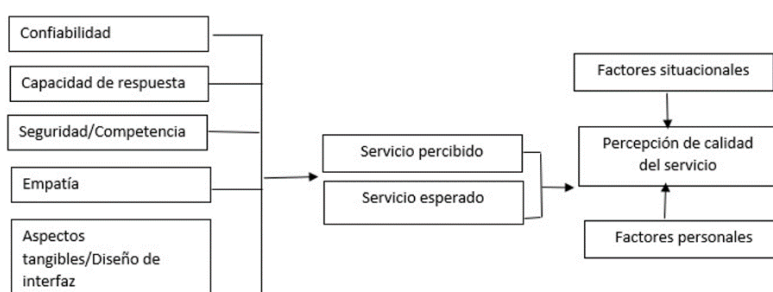 Confiabilidad
Capacidad de respuesta
Seguridad/Competencia
Empatía
Aspectos
tangibles/Diseño de
interfaz
Servicio percibido
Servicio esperado
Factores situacionales
Percepción de calidad
del servicio
Factores personales